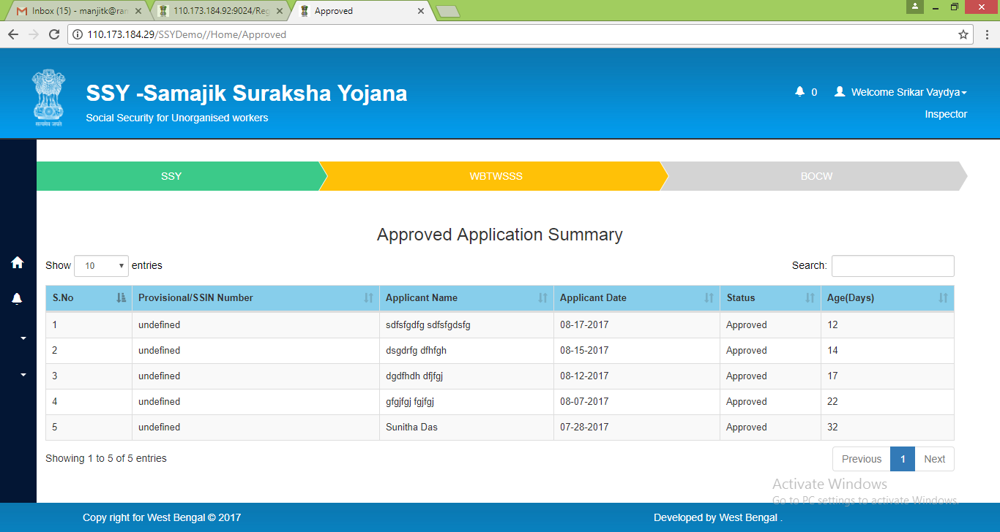 Inbox (15) - manjitk@ran
110.173.184.92:9024/Reg
Approved
110.173.184.29/SSYDemo//Home/Approved
SSY -Samajik Suraksha Yojana
Social Security for Unorganised workers
0 Welcome Srikar Vaydya
Inspector
सत्यमेव जयते
SSY WBTWSSS BOCW
Approved Application Summary
Show 10 entries Search:
S.No Provisional/SSIN Number Applicant Name Applicant Date Status Age(Days)
1 undefined sdfsfgdfg sdfsfgdsfg 08-17-2017 Approved 12
2 undefined dsgdrfg dfhfgh 08-15-2017 Approved 14
3 undefined dgdfhdh dfjfgj 08-12-2017 Approved 17
4 undefined gfgjfgj fgjfgj 08-07-2017 Approved 22
5 undefined Sunitha Das 07-28-2017 Approved 32
Showing 1 to 5 of 5 entries Previous 1 Next
Activate Windows
Go to PC settings to activate Windows.
Copy right for West Bengal © 2017 Developed by West Bengal .